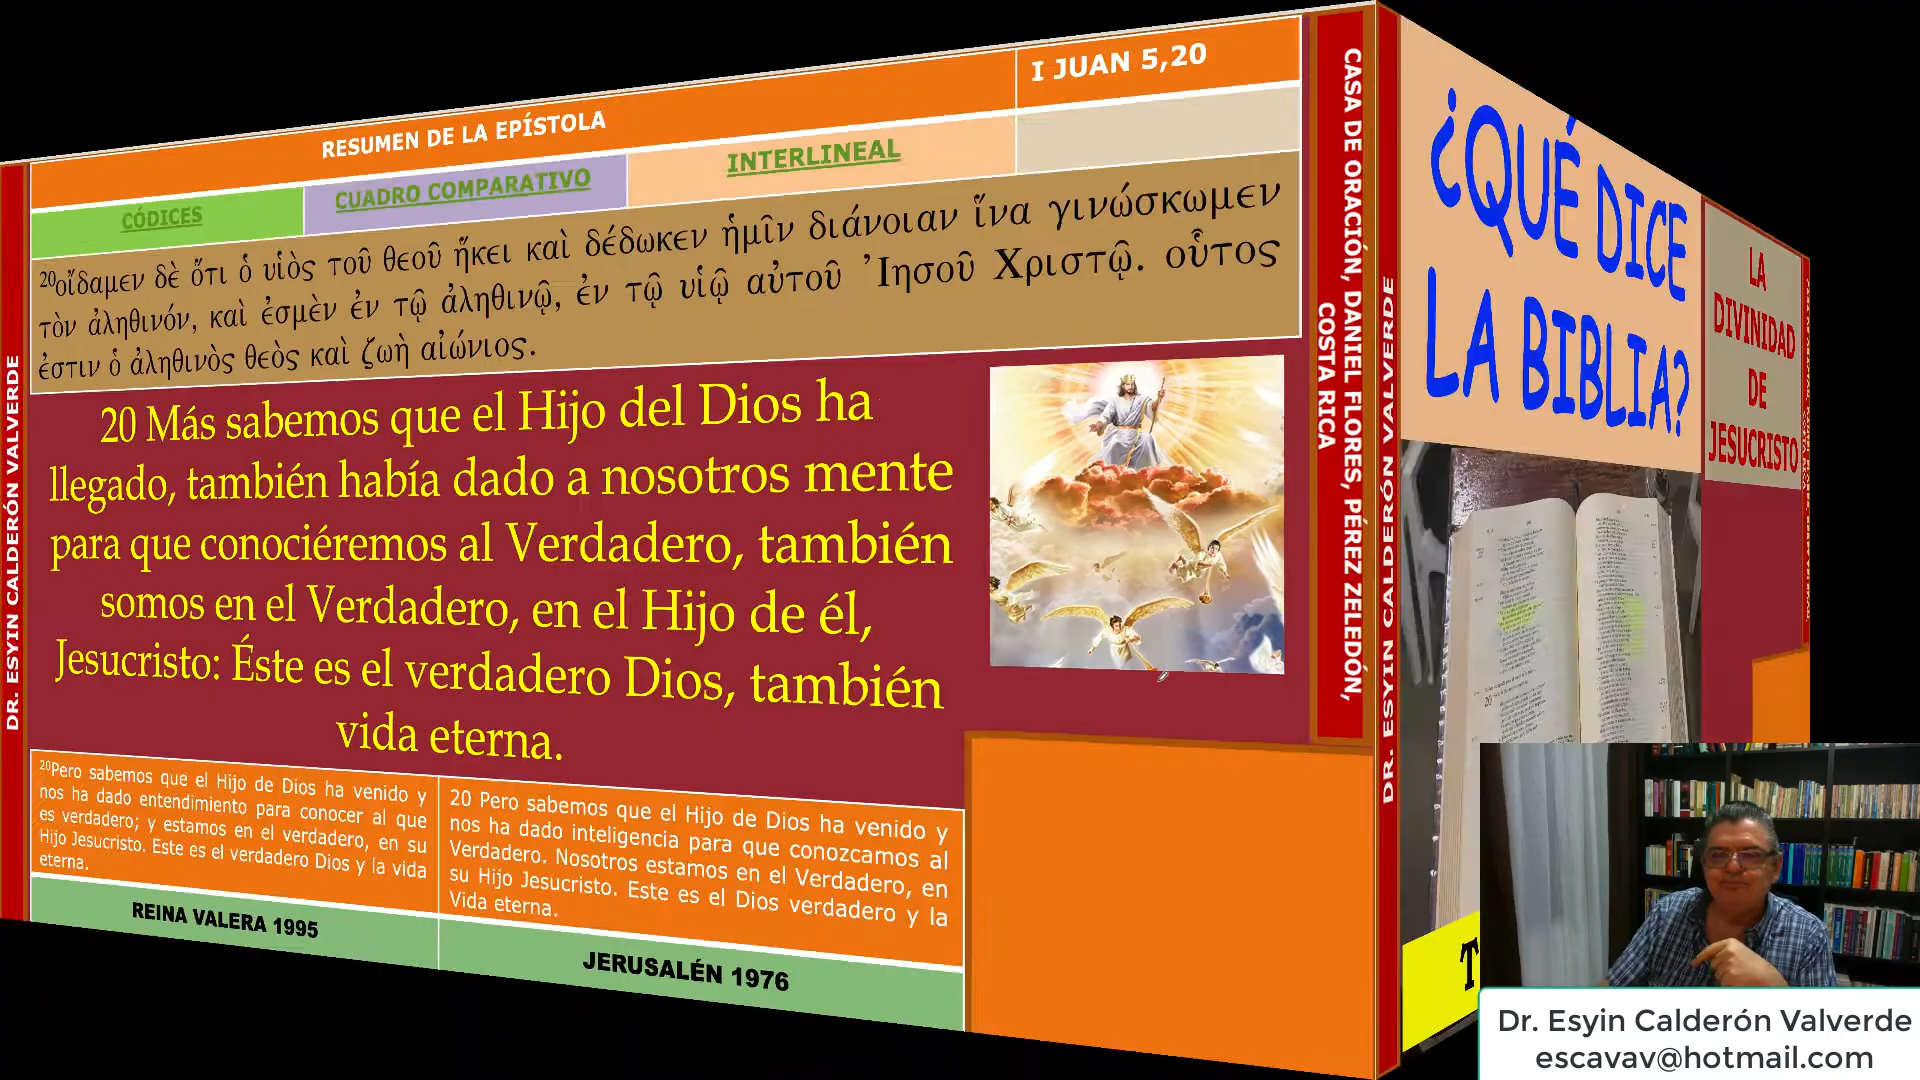 RESUMEN DE LA EPÍSTOLA
I JUAN 5,20
CÓDICES
CUADRO COMPARATIVO
INTERLINEAL
20οἴδαμεν δὲ ὅτι ὁ υἱὸς τοῦ θεοῦ ἥκει καὶ δέδωκεν ἡμῖν διάνοιαν ἵνα γινώσκωμεν
τὸν ἀληθινόν, καὶ ἐσμὲν ἐν τῷ ἀληθινῷ, ἐν τῷ υἱῷ αὐτοῦ Ἰησοῦ Χριστῷ. οὗτος
ἐστιν ὁ ἀληθινὸς θεὸς καὶ ζωὴ αἰώνιος.
20 Más sabemos que el Hijo del Dios ha
llegado, también había dado a nosotros mente
para que conociéremos al Verdadero, también
somos en el Verdadero, en el Hijo de él,
Jesucristo: Éste es el verdadero Dios, también
vida eterna.
20Pero sabemos que el Hijo de Dios ha venido y
nos ha dado entendimiento para conocer al que
es verdadero; y estamos en el verdadero, en su
Hijo Jesucristo. Este es el verdadero Dios y la vida
eterna.
20 Pero sabemos que el Hijo de Dios ha venido y
nos ha dado inteligencia para que conozcamos al
Verdadero. Nosotros estamos en el Verdadero, en
su Hijo Jesucristo. Este es el Dios verdadero y la
Vida eterna.
REINA VALERA 1995
JERUSALÉN 1976
DR. ESYIN CALDERÓN VALVERDE
CASA DE ORACIÓN, DANIEL FLORES, PÉREZ ZELEDÓN,
COSTA RICA
DR. ESYIN CALDERÓN VALVERDE
¿QUÉ DICE
LA BIBLIA?
LA
DIVINIDAD
DE
JESUCRISTO
T
Dr. Esyin Calderón Valverde
escavav@hotmail.com